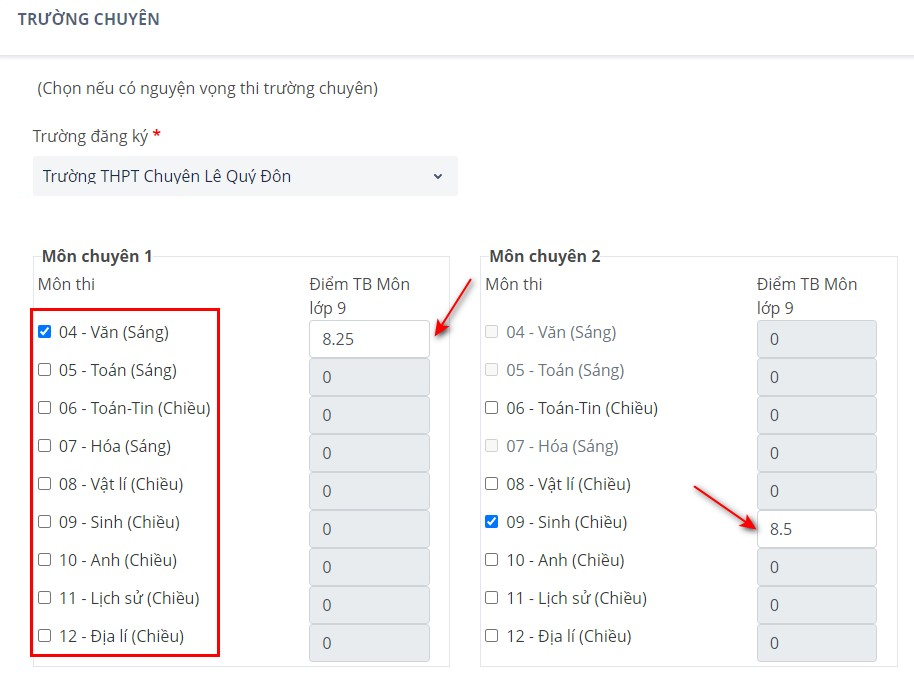 TRƯỜNG CHUYÊN
(Chọn nếu có nguyện vọng thi trường chuyên)
Trường đăng ký *
Trường THPT Chuyên Lê Quý Đôn
Môn chuyên 1
Môn thi
Điểm TB Môn
lớp 9
04 - Văn (Sáng)
8.25
05 - Toán (Sáng)
0
06 - Toán-Tin (Chiều)
0
07 - Hóa (Sáng)
0
08 - Vật lí (Chiều)
0
09 - Sinh (Chiều)
0
10 - Anh (Chiều)
0
11 - Lịch sử (Chiều)
0
12 - Địa lí (Chiều)
0
Môn chuyên 2
Môn thi
Điểm TB Môn
lớp 9
04 - Văn (Sáng)
0
05 - Toán (Sáng)
0
06 - Toán-Tin (Chiều)
0
07 - Hóa (Sáng)
0
08 - Vật lí (Chiều)
0
09 - Sinh (Chiều)
8.5
10 - Anh (Chiều)
0
11 - Lịch sử (Chiều)
0
12 - Địa lí (Chiều)
0